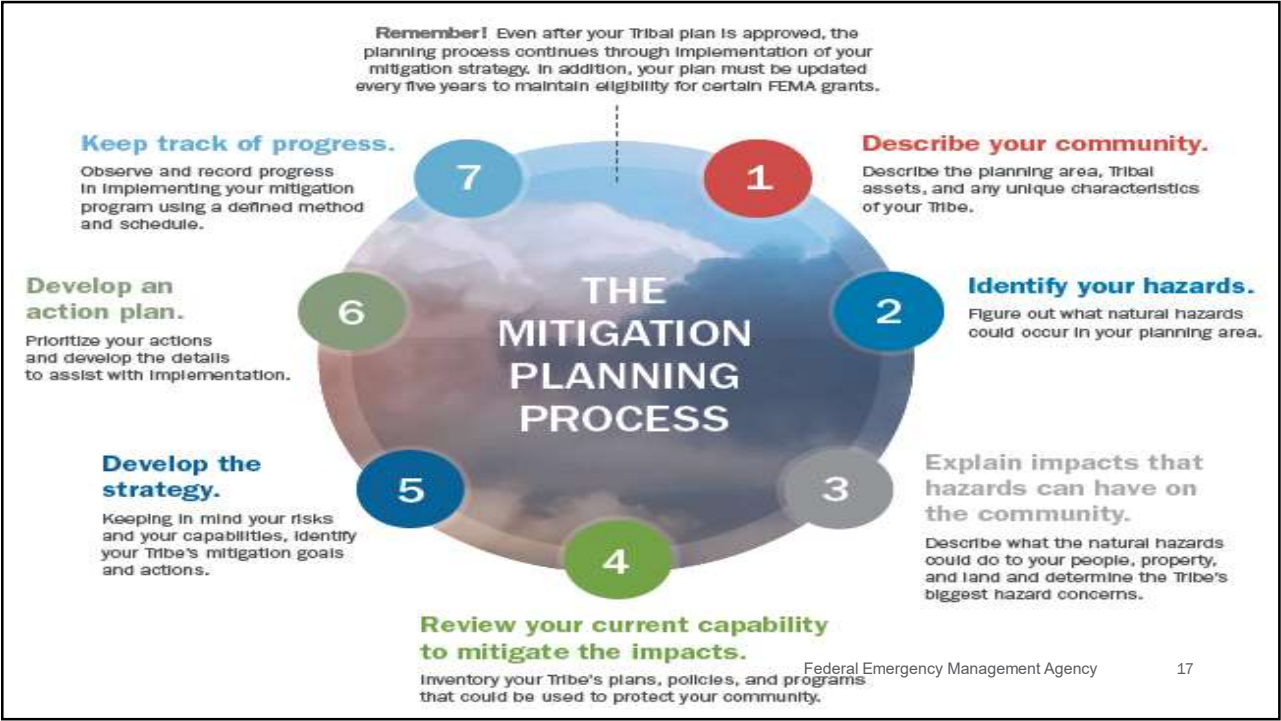 Remember! Even after your Tribal plan is approved, the
planning process continues through implementation of your
mitigation strategy. In addition, your plan must be updated
every five years to maintain eligibility for certain FEMA grants.
THE
MITIGATION
PLANNING
PROCESS
1
Describe your community.
Describe the planning area, Tribal
assets, and any unique characteristics
of your Tribe.
2
Identify your hazards.
Figure out what natural hazards
could occur in your planning area.
3
Explain impacts that
hazards can have on
the community.
Describe what the natural hazards
could do to your people, property,
and land and determine the Tribe's
biggest hazard concerns.
4
Review your current capability
to mitigate the impacts.
Inventory your Tribe's plans, policies, and programs
that could be used to protect your community.
5
Develop the
strategy.
Keeping in mind your risks
and your capabilities, identify
your Tribe's mitigation goals
and actions.
6
Develop an
action plan.
Prioritize your actions
and develop the details
to assist with implementation.
7
Keep track of progress.
Observe and record progress
in implementing your mitigation
program using a defined method
and schedule.
Federal Emergency Management Agency
17